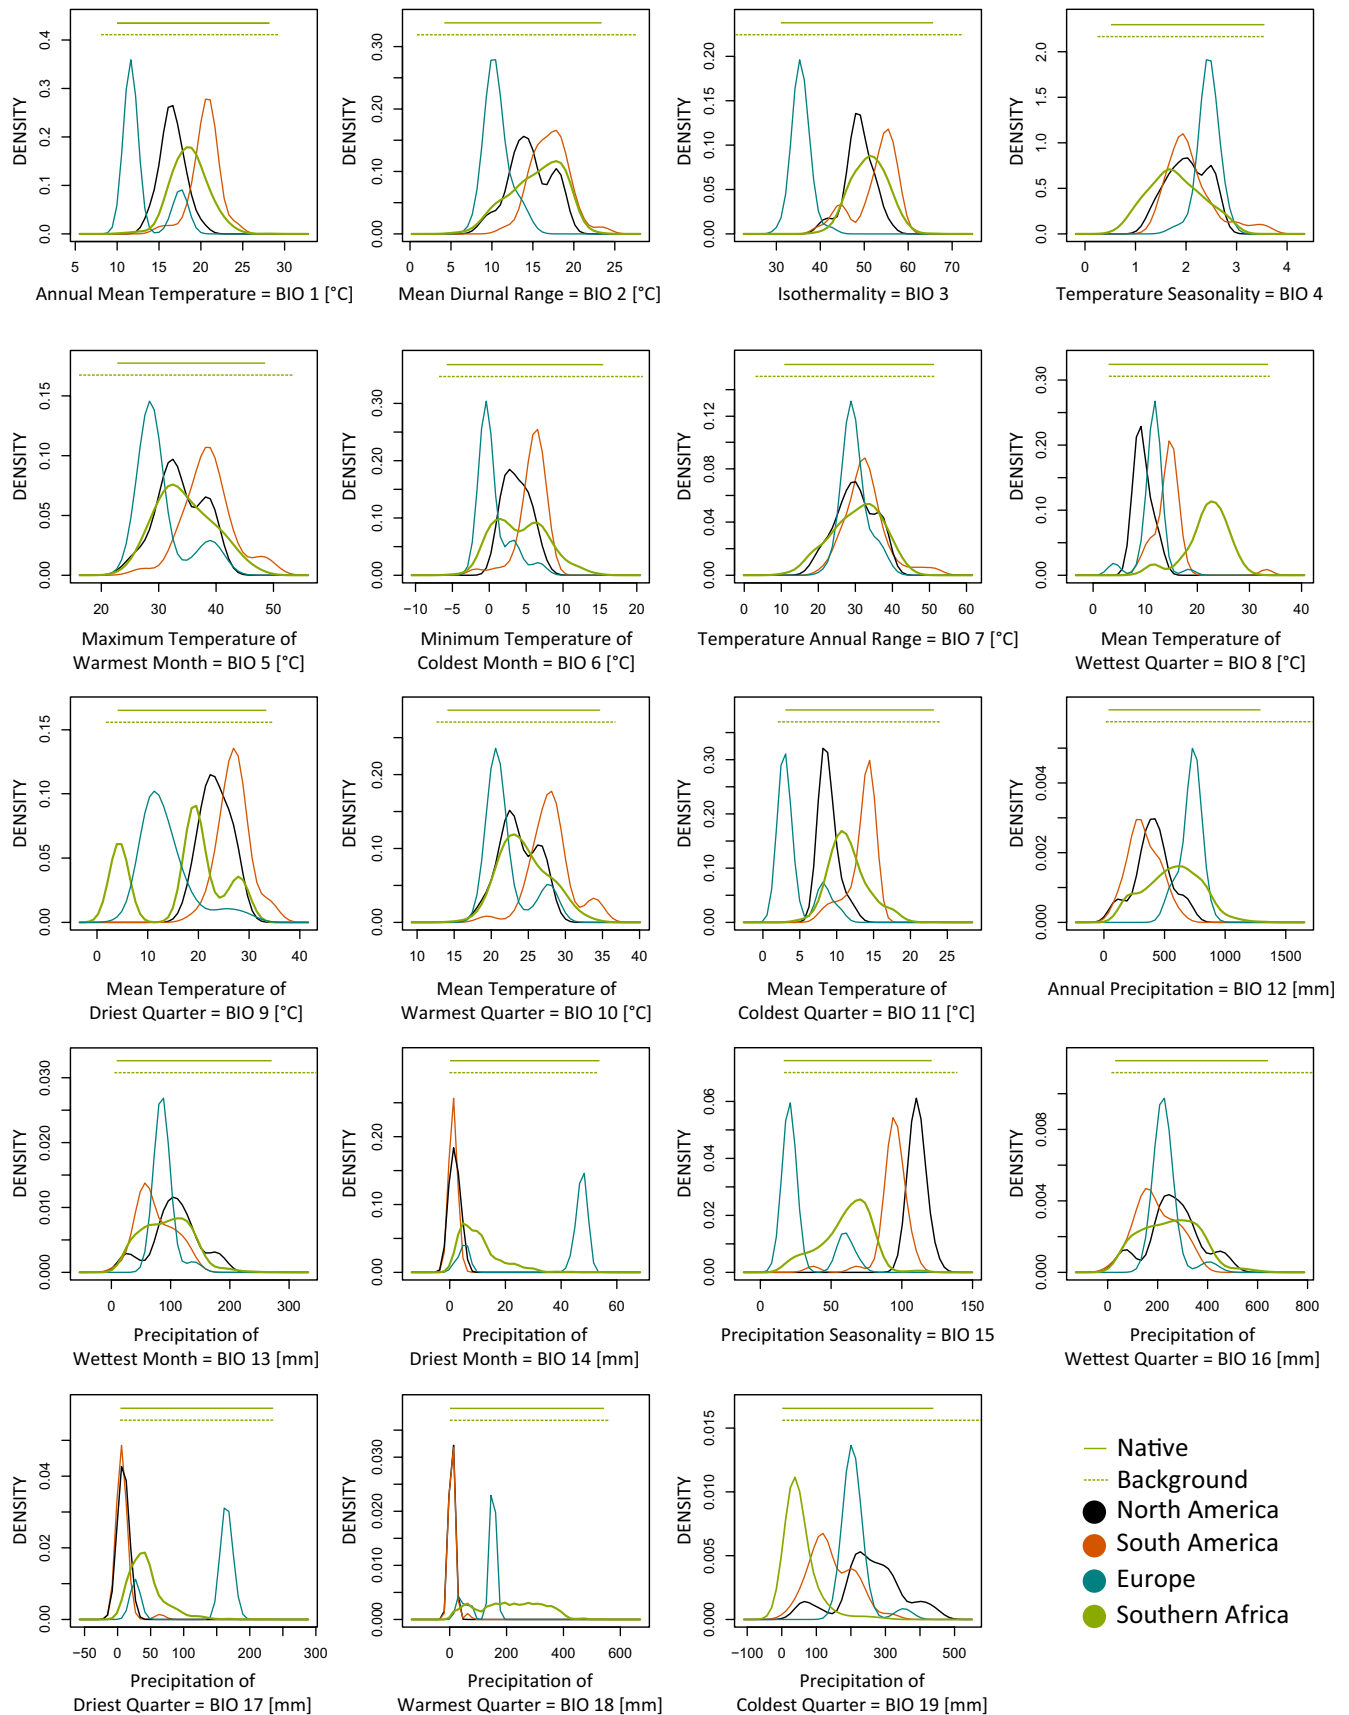 DENSITY
0.0 0.1 0.2 0.3 0.4
5 10 15 20 25 30
Annual Mean Temperature = BIO 1 [°C]
DENSITY
0.00 0.10 0.20 0.30
0 5 10 15 20 25
Mean Diurnal Range = BIO 2 [°C]
DENSITY
0.00 0.05 0.10 0.15 0.20
30 40 50 60 70
Isothermality = BIO 3
DENSITY
0.0 0.5 1.0 1.5 2.0
0 1 2 3 4
Temperature Seasonality = BIO 4
DENSITY
0.00 0.05 0.10 0.15
20 30 40 50
Maximum Temperature of
Warmest Month = BIO 5 [°C]
DENSITY
0.00 0.10 0.20 0.30
−10 −5 0 5 10 15 20
Minimum Temperature of
Coldest Month = BIO 6 [°C]
DENSITY
0.00 0.04 0.08 0.12
0 10 20 30 40 50 60
Temperature Annual Range = BIO 7 [°C]
DENSITY
0.00 0.10 0.20 0.30
0 10 20 30 40
Mean Temperature of
Wettest Quarter = BIO 8 [°C]
DENSITY
0.00 0.05 0.10 0.15
0 10 20 30 40
Mean Temperature of
Driest Quarter = BIO 9 [°C]
DENSITY
0.00 0.10 0.20
10 15 20 25 30 35 40
Mean Temperature of
Warmest Quarter = BIO 10 [°C]
DENSITY
0.00 0.10 0.20 0.30
0 5 10 15 20 25
Mean Temperature of
Coldest Quarter = BIO 11 [°C]
DENSITY
0.000 0.002 0.004
0 500 1000 1500
Annual Precipitation = BIO 12 [mm]
DENSITY
0.000 0.010 0.020 0.030
0 100 200 300
Precipitation of
Wettest Month = BIO 13 [mm]
DENSITY
0.00 0.10 0.20
0 20 40 60
Precipitation of
Driest Month = BIO 14 [mm]
DENSITY
0.00 0.02 0.04 0.06
0 50 100 150
Precipitation Seasonality = BIO 15
DENSITY
0.000 0.004 0.008
0 200 400 600 800
Precipitation of
Wettest Quarter = BIO 16 [mm]
DENSITY
0.00 0.02 0.04
−50 0 50 100 150 200 300
Precipitation of
Driest Quarter = BIO 17 [mm]
DENSITY
0.000 0.010 0.020 0.030
0 200 400 600
Precipitation of
Warmest Quarter = BIO 18 [mm]
DENSITY
0.000 0.005 0.010 0.015
−100 0 100 200 300 400 500
Precipitation of
Coldest Quarter = BIO 19 [mm]
Native
Background
North America
South America
Europe
Southern Africa